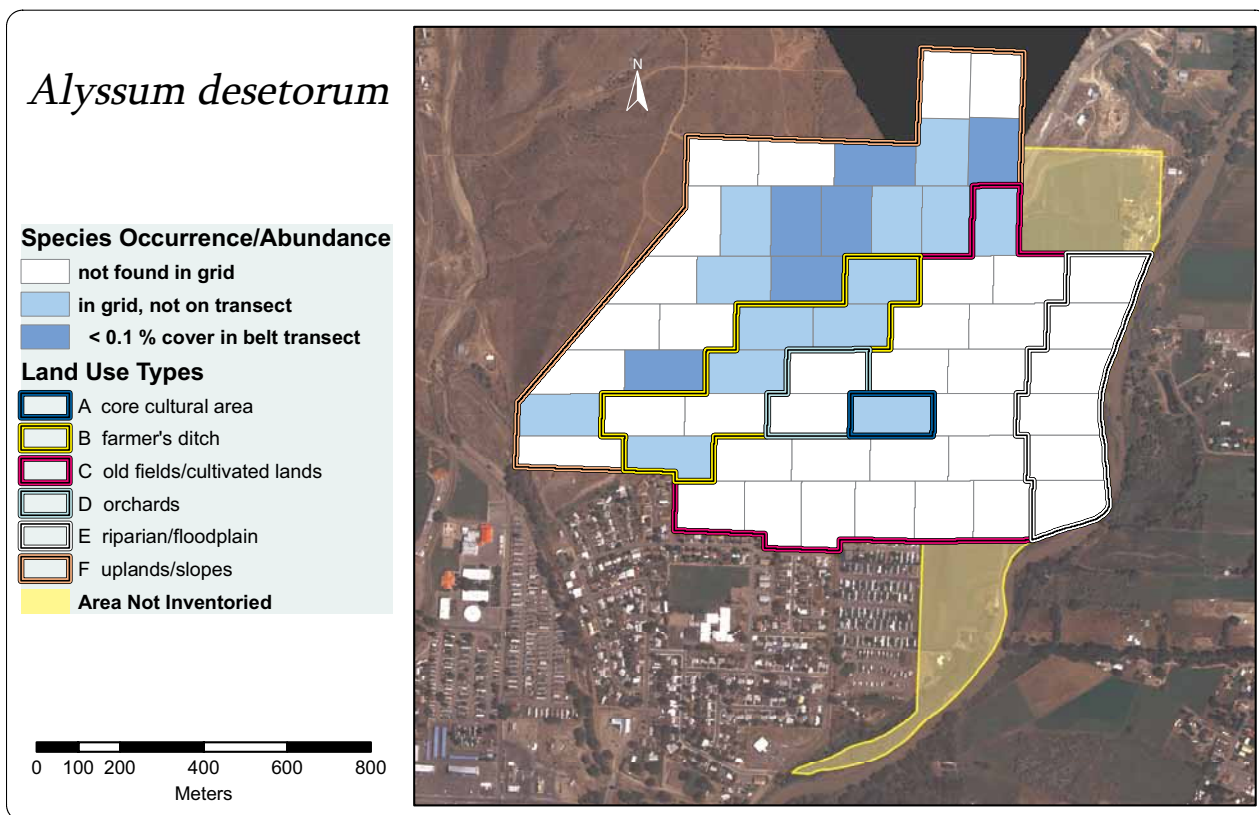 Alyssum desetorum
Species Occurrence/Abundance
not found in grid
in grid, not on transect
< 0.1 % cover in belt transect
Land Use Types
A core cultural area
B farmer's ditch
C old fields/cultivated lands
D orchards
E riparian/floodplain
F uplands/slopes
Area Not Inventoried
0 100 200 400 600 800
Meters
N